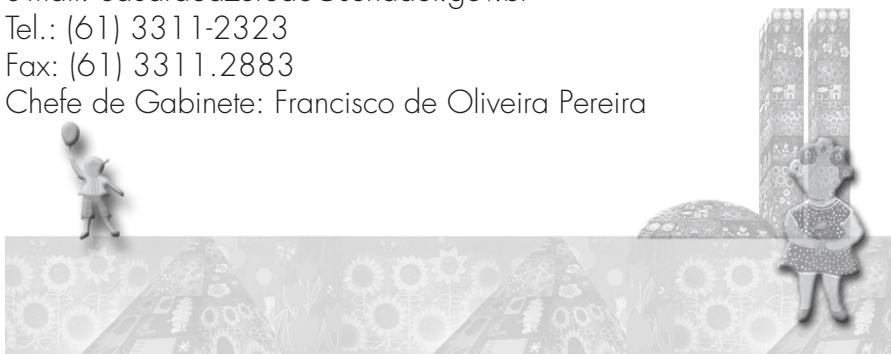 Tel.: (61) 3311-2323
Fax: (61) 3311.2883
Chefe de Gabinete: Francisco de Oliveira Pereira